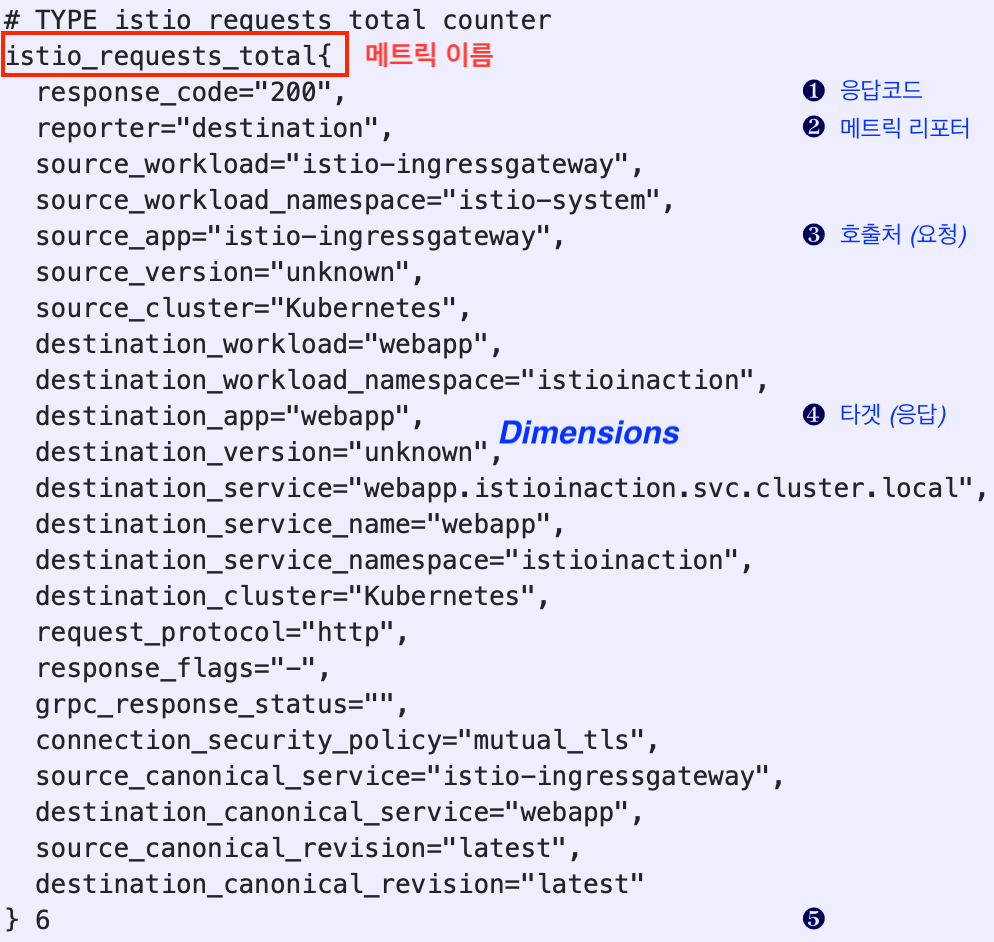 # TYPE istio_requests_total counter
istio_requests_total{ 메트릭 이름
response_code="200", ❶ 응답코드
reporter="destination", ❷ 메트릭 리포터
source_workload="istio-ingressgateway",
source_workload_namespace="istio-system",
source_app="istio-ingressgateway", ❸ 호출처 (요청)
source_version="unknown",
source_cluster="Kubernetes",
destination_workload="webapp",
destination_workload_namespace="istioinaction",
destination_app="webapp", ❹ 타겟 (응답)
Dimensions
destination_version="unknown",
destination_service="webapp.istioinaction.svc.cluster.local",
destination_service_name="webapp",
destination_service_namespace="istioinaction",
destination_cluster="Kubernetes",
request_protocol="http",
response_flags="-",
grpc_response_status="",
connection_security_policy="mutual_tls",
source_canonical_service="istio-ingressgateway",
destination_canonical_service="webapp",
source_canonical_revision="latest",
destination_canonical_revision="latest"
} 6 ❺